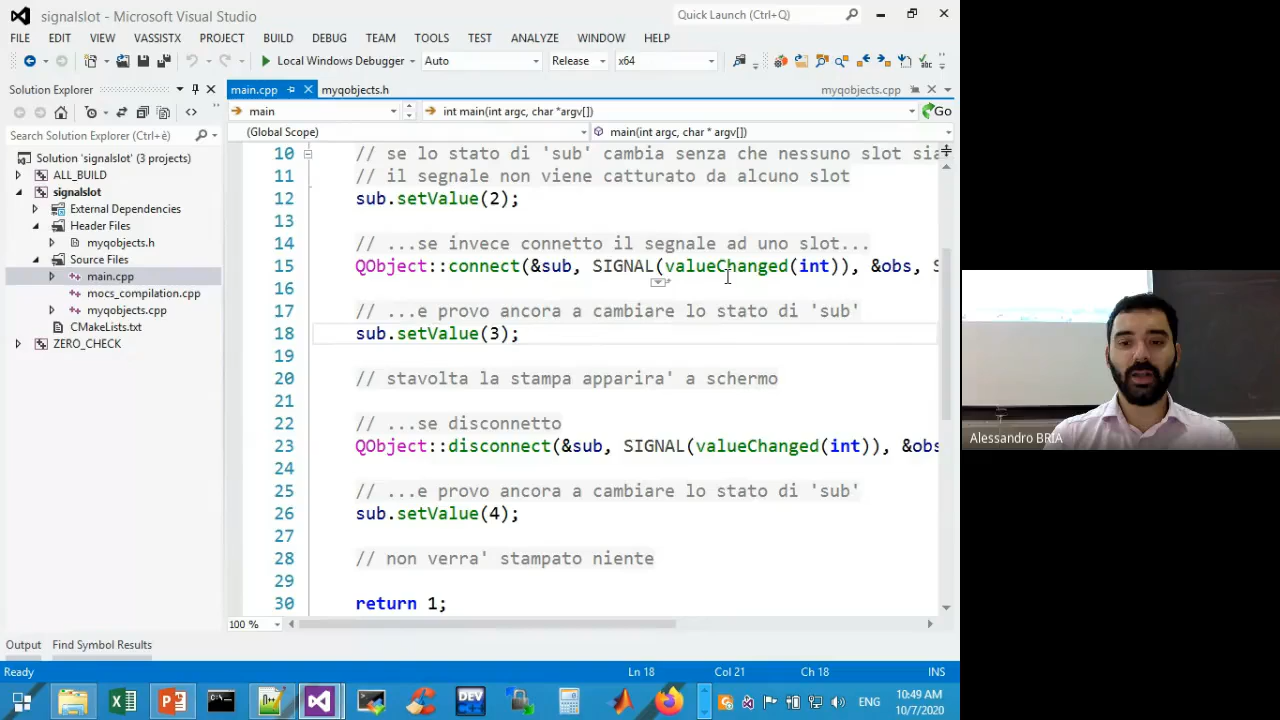 signalslot - Microsoft Visual Studio
Quick Launch (Ctrl+Q)
FILE EDIT VIEW VASSISTX PROJECT BUILD DEBUG TEAM TOOLS TEST ANALYZE WINDOW HELP
Local Windows Debugger Auto Release x64
Solution Explorer
main.cpp
myqobjects.h
myqobjects.cpp
main
int main(int argc, char *argv[])
Go
Search Solution Explorer (Ctrl+è)
(Global Scope)
main(int argc, char * argv[])
Solution 'signalslot' (3 projects)
ALL_BUILD
signalslot
External Dependencies
Header Files
myqobjects.h
Source Files
main.cpp
mocs_compilation.cpp
myqobjects.cpp
CMakeLists.txt
ZERO_CHECK
10 // se lo stato di 'sub' cambia senza che nessuno slot sia
11 // il segnale non viene catturato da alcuno slot
12 sub.setValue(2);
13
14 // ...se invece connetto il segnale ad uno slot...
15 QObject::connect(&sub, SIGNAL(valueChanged(int)), &obs, S
16
17 // ...e provo ancora a cambiare lo stato di 'sub'
18 sub.setValue(3);
19
20 // stavolta la stampa apparira' a schermo
21
22 // ...se disconnetto
23 QObject::disconnect(&sub, SIGNAL(valueChanged(int)), &obs
24
25 // ...e provo ancora a cambiare lo stato di 'sub'
26 sub.setValue(4);
27
28 // non verra' stampato niente
29
30 return 1;
100 %
Output Find Symbol Results
Ready Ln 18 Col 21 Ch 18 INS
DEV
ENG
10:49 AM
10/7/2020
Alessandro BRIA